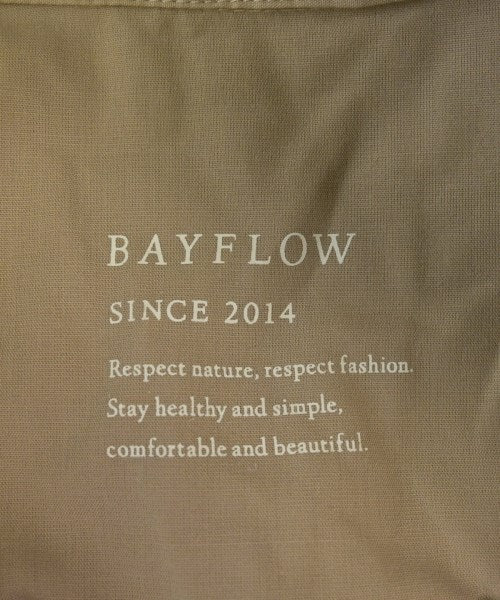 BAYFLOW
SINCE 2014
Respect nature, respect fashion.
Stay healthy and simple,
comfortable and beautiful.